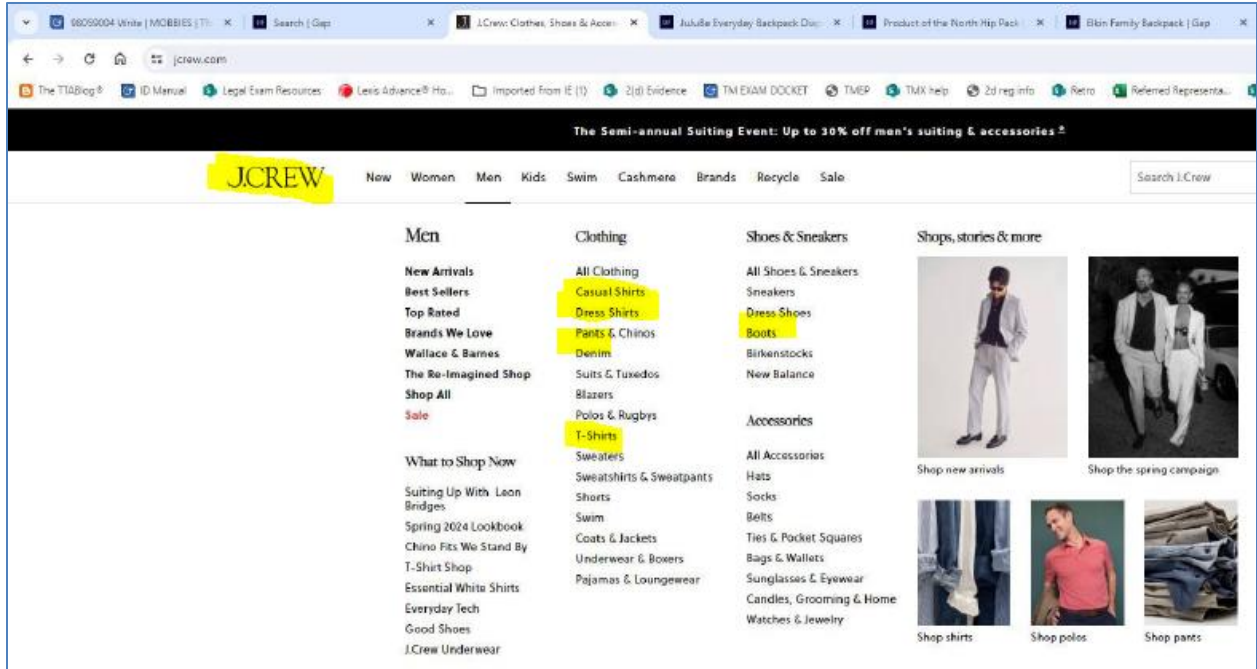 98059004 Write | MOBBIES | Th
Search | Gap
J.Crew: Clothes, Shoes & Acces
JuJuBe Everyday Backpack Diap
Product of the North Hip Pack
Elkin Family Backpack | Gap
jcrew.com
The TTABlog®
ID Manual
Legal Exam Resources
Lexis Advance® Ho...
Imported From IE (1)
2(d) Evidence
TM EXAM DOCKET
TMEP
TMX help
2d reg info
Retro
Referred Representa...
The Semi-annual Suiting Event: Up to 30% off men's suiting & accessories
J.CREW
New Women Men Kids Swim Cashmere Brands Recycle Sale
Search J.Crew
Men
New Arrivals
Best Sellers
Top Rated
Brands We Love
Wallace & Barnes
The Re-Imagined Shop
Shop All
Sale
What to Shop Now
Suiting Up With Leon
Bridges
Spring 2024 Lookbook
Chino Fits We Stand By
T-Shirt Shop
Essential White Shirts
Everyday Tech
Good Shoes
J.Crew Underwear
Clothing
All Clothing
Casual Shirts
Dress Shirts
Pants & Chinos
Denim
Suits & Tuxedos
Blazers
Polos & Rugbys
T-Shirts
Sweaters
Sweatshirts & Sweatpants
Shorts
Swim
Coats & Jackets
Underwear & Boxers
Pajamas & Loungewear
Shoes & Sneakers
All Shoes & Sneakers
Sneakers
Dress Shoes
Boots
Birkenstocks
New Balance
Accessories
All Accessories
Hats
Socks
Belts
Ties & Pocket Squares
Bags & Wallets
Sunglasses & Eyewear
Candles, Grooming & Home
Watches & Jewelry
Shops, stories & more
Shop new arrivals
Shop the spring campaign
Shop shirts
Shop polos
Shop pants